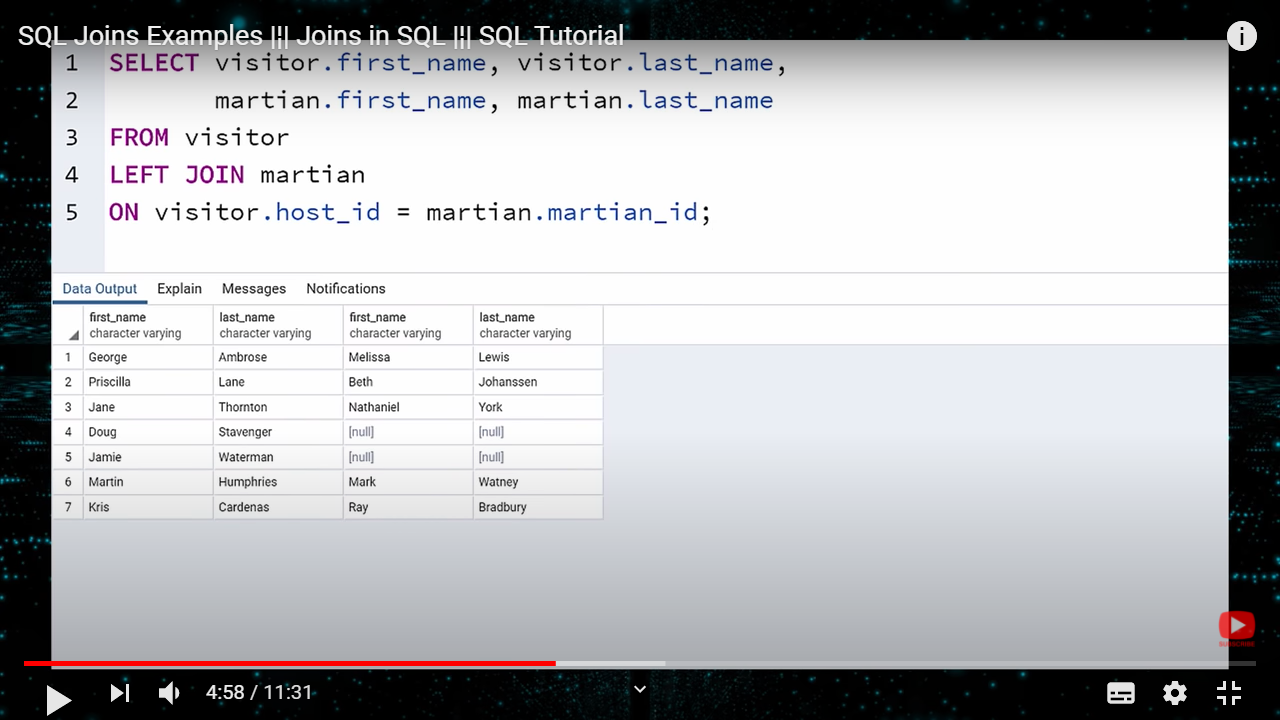 SQL Joins Examples ||| Joins in SQL ||| SQL Tutorial
1 SELECT visitor.first_name, visitor.last_name,
2 martian.first_name, martian.last_name
3 FROM visitor
4 LEFT JOIN martian
5 ON visitor.host_id = martian.martian_id;
Data Output Explain Messages Notifications
first_name last_name first_name last_name
character varying character varying character varying character varying
1 George Ambrose Melissa Lewis
2 Priscilla Lane Beth Johanssen
3 Jane Thornton Nathaniel York
4 Doug Stavenger [null] [null]
5 Jamie Waterman [null] [null]
6 Martin Humphries Mark Watney
7 Kris Cardenas Ray Bradbury
4:58 / 11:31